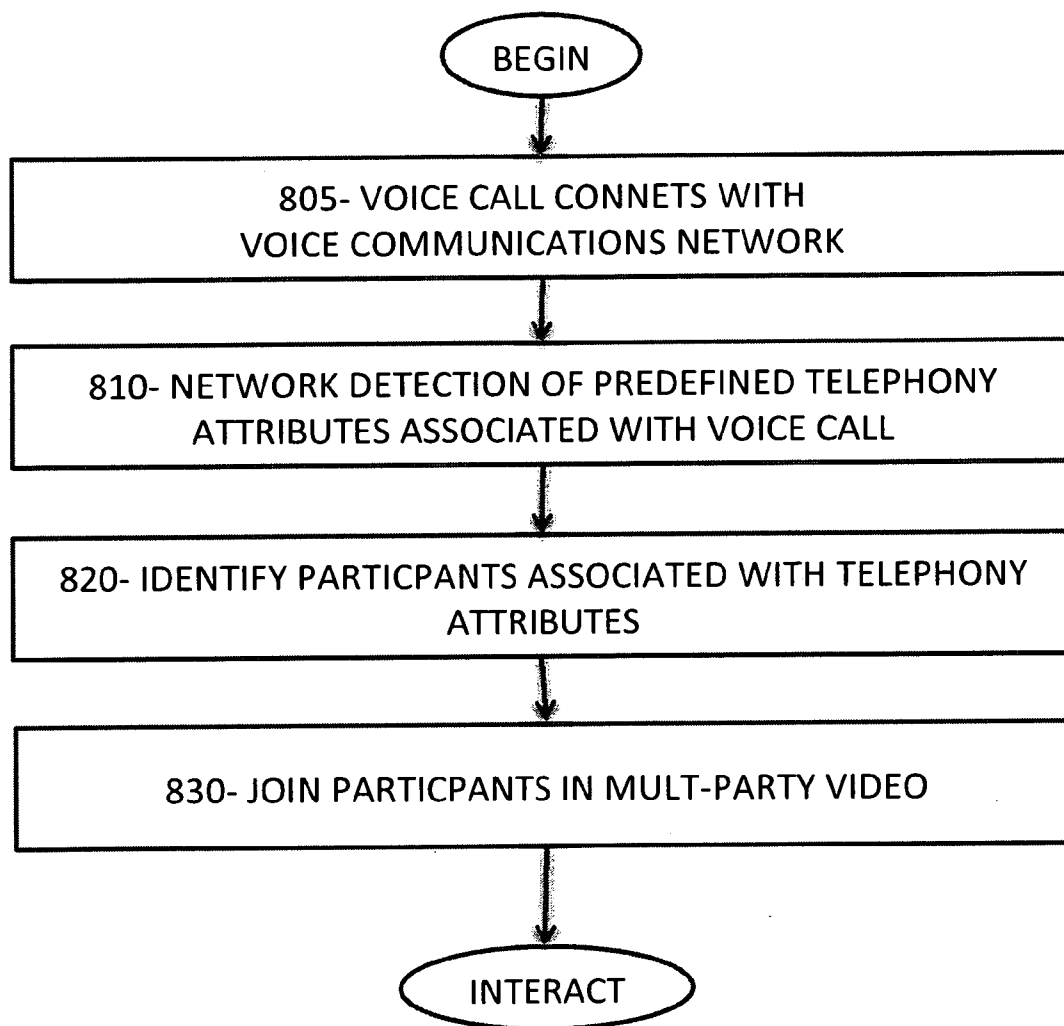 BEGIN
805- VOICE CALL CONNETS WITH
VOICE COMMUNICATIONS NETWORK
810- NETWORK DETECTION OF PREDEFINED TELEPHONY
ATTRIBUTES ASSOCIATED WITH VOICE CALL
820- IDENTIFY PARTICPANTS ASSOCIATED WITH TELEPHONY
ATTRIBUTES
830- JOIN PARTICPANTS IN MULT-PARTY VIDEO
INTERACT